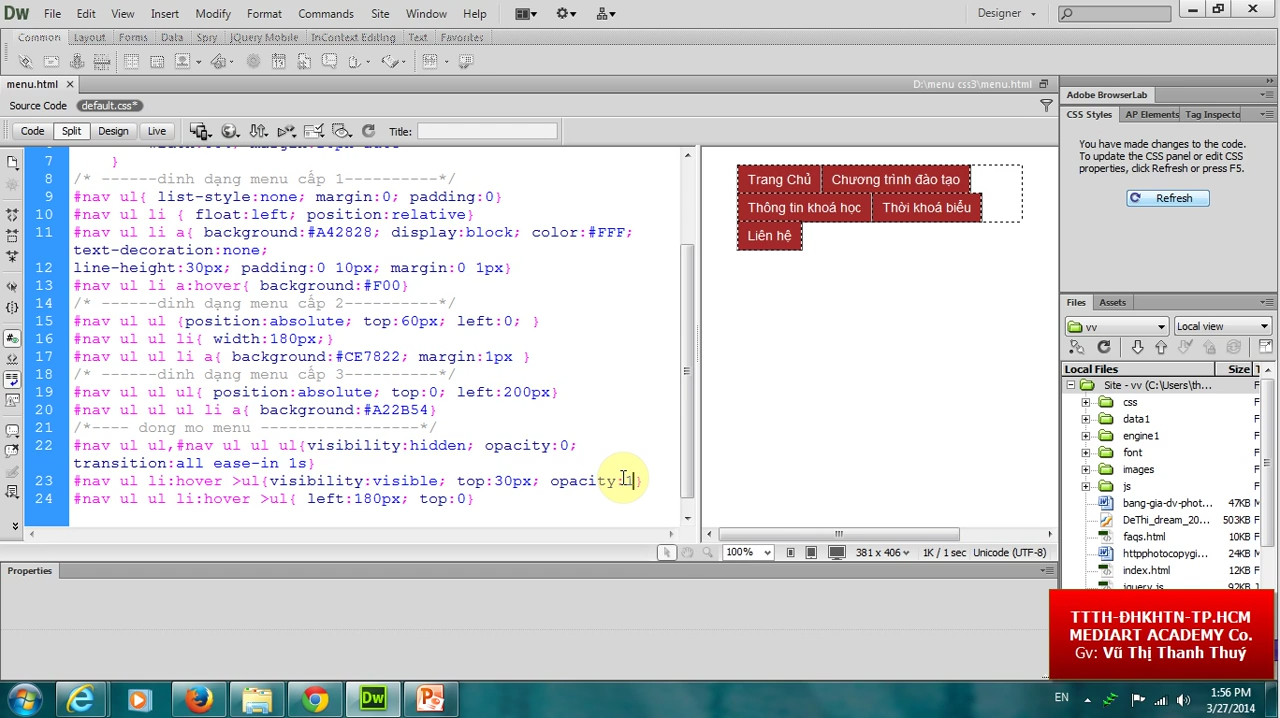 Dw File Edit View Insert Modify Format Commands Site Window Help Designer
Common Layout Forms Data Spry jQuery Mobile InContext Editing Text Favorites
menu.html × D:\menu css3\menu.html
Source Code default.css*
Code Split Design Live Title:
7 }
8 /* ------dinh dạng menu cấp 1----------*/
9 #nav ul{ list-style:none; margin:0; padding:0}
10 #nav ul li { float:left; position:relative}
11 #nav ul li a{ background:#A42828; display:block; color:#FFF;
text-decoration:none;
12 line-height:30px; padding:0 10px; margin:0 1px}
13 #nav ul li a:hover{ background:#F00}
14 /* ------dinh dạng menu cấp 2----------*/
15 #nav ul ul {position:absolute; top:60px; left:0; }
16 #nav ul ul li{ width:180px;}
17 #nav ul ul li a{ background:#CE7822; margin:1px }
18 /* ------dinh dạng menu cấp 3----------*/
19 #nav ul ul ul{ position:absolute; top:0; left:200px}
20 #nav ul ul ul li a{ background:#A22B54}
21 /*---- dong mo menu -----------------*/
22 #nav ul ul,#nav ul ul ul{visibility:hidden; opacity:0;
transition:all ease-in 1s}
23 #nav ul li:hover >ul{visibility:visible; top:30px; opacity:1}
24 #nav ul ul li:hover >ul{ left:180px; top:0}
Trang Chủ Chương trình đào tạo
Thông tin khoá học Thời khoá biểu
Liên hệ
100% 381 x 406 1K / 1 sec Unicode (UTF-8)
Properties
Adobe BrowserLab
CSS Styles AP Elements Tag Inspecto
You have made changes to the code.
To update the CSS panel or edit CSS
properties, click Refresh or press F5.
Refresh
Files Assets
vv Local view
Local Files Size
Site - vv (C:\Users\th... F
css F
data1 F
engine1 F
font F
images F
js F
bang-gia-dv-phot... 47KB
DeThi_dream_20... 503KB F
faqs.html 10KB F
httpphotocopygi... 24KB
index.html 12KB F
jquery.js
TTTH-ĐHKHTN-TP.HCM
MEDIART ACADEMY Co.
Gv: Vũ Thị Thanh Thuý
EN 1:56 PM
3/27/2014